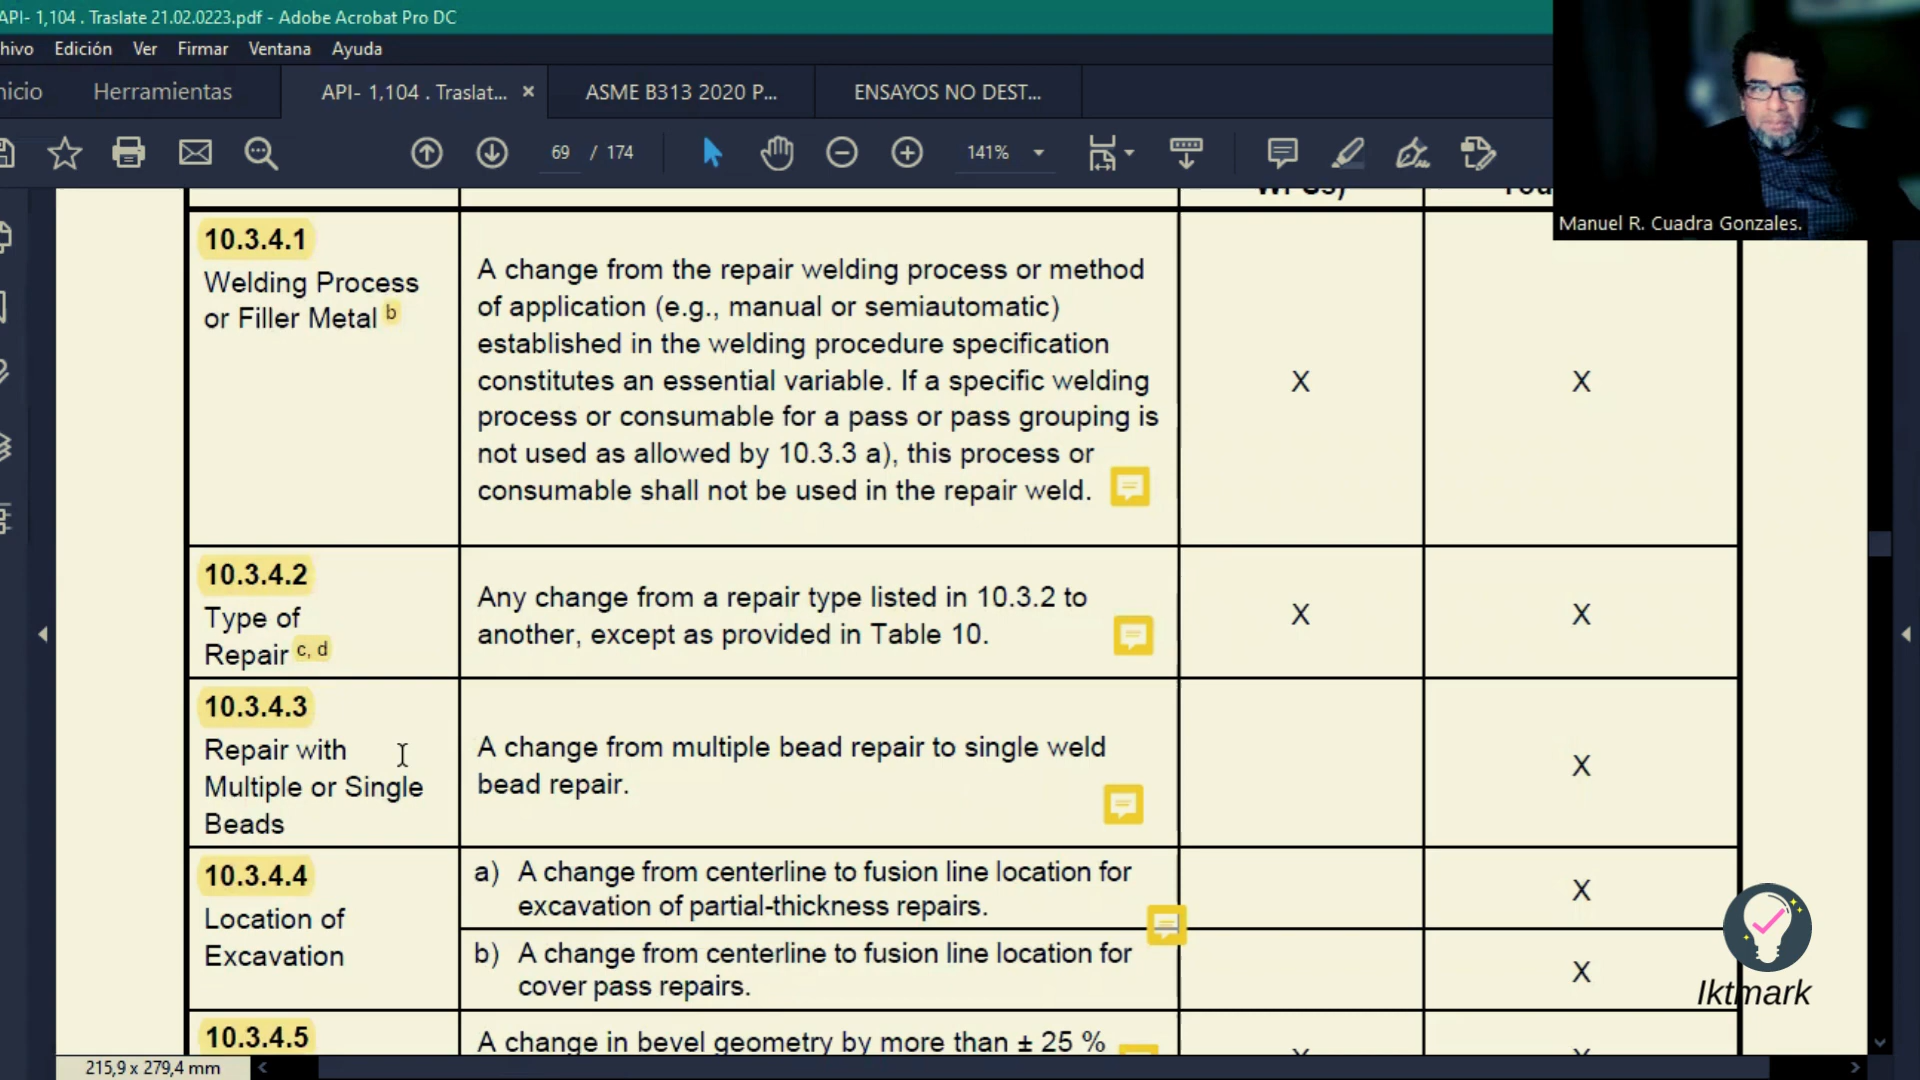 API- 1,104 . Traslate 21.02.0223.pdf - Adobe Acrobat Pro DC
hivo Edición Ver Firmar Ventana Ayuda
nicio Herramientas API- 1,104 . Traslat... × ASME B313 2020 P... ENSAYOS NO DEST...
69 / 174 141%
Manuel R. Cuadra Gonzales.
10.3.4.1
Welding Process
or Filler Metal b
A change from the repair welding process or method
of application (e.g., manual or semiautomatic)
established in the welding procedure specification
constitutes an essential variable. If a specific welding
process or consumable for a pass or pass grouping is
not used as allowed by 10.3.3 a), this process or
consumable shall not be used in the repair weld.
X X
10.3.4.2
Type of
Repair c, d
Any change from a repair type listed in 10.3.2 to
another, except as provided in Table 10.
X X
10.3.4.3
Repair with
Multiple or Single
Beads
A change from multiple bead repair to single weld
bead repair.
X
10.3.4.4
Location of
Excavation
a) A change from centerline to fusion line location for
excavation of partial-thickness repairs.
X
b) A change from centerline to fusion line location for
cover pass repairs.
X
Iktmark
10.3.4.5
A change in bevel geometry by more than ± 25 %
215,9 x 279,4 mm